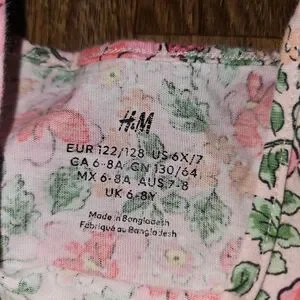 H&M
EUR 122/128 US 6X/7
CA 6-8A CN 130/64
MX 6-8A AUS 7-8
UK 6-8Y
Made in Bangladesh
Fabriqué au Bangladesh